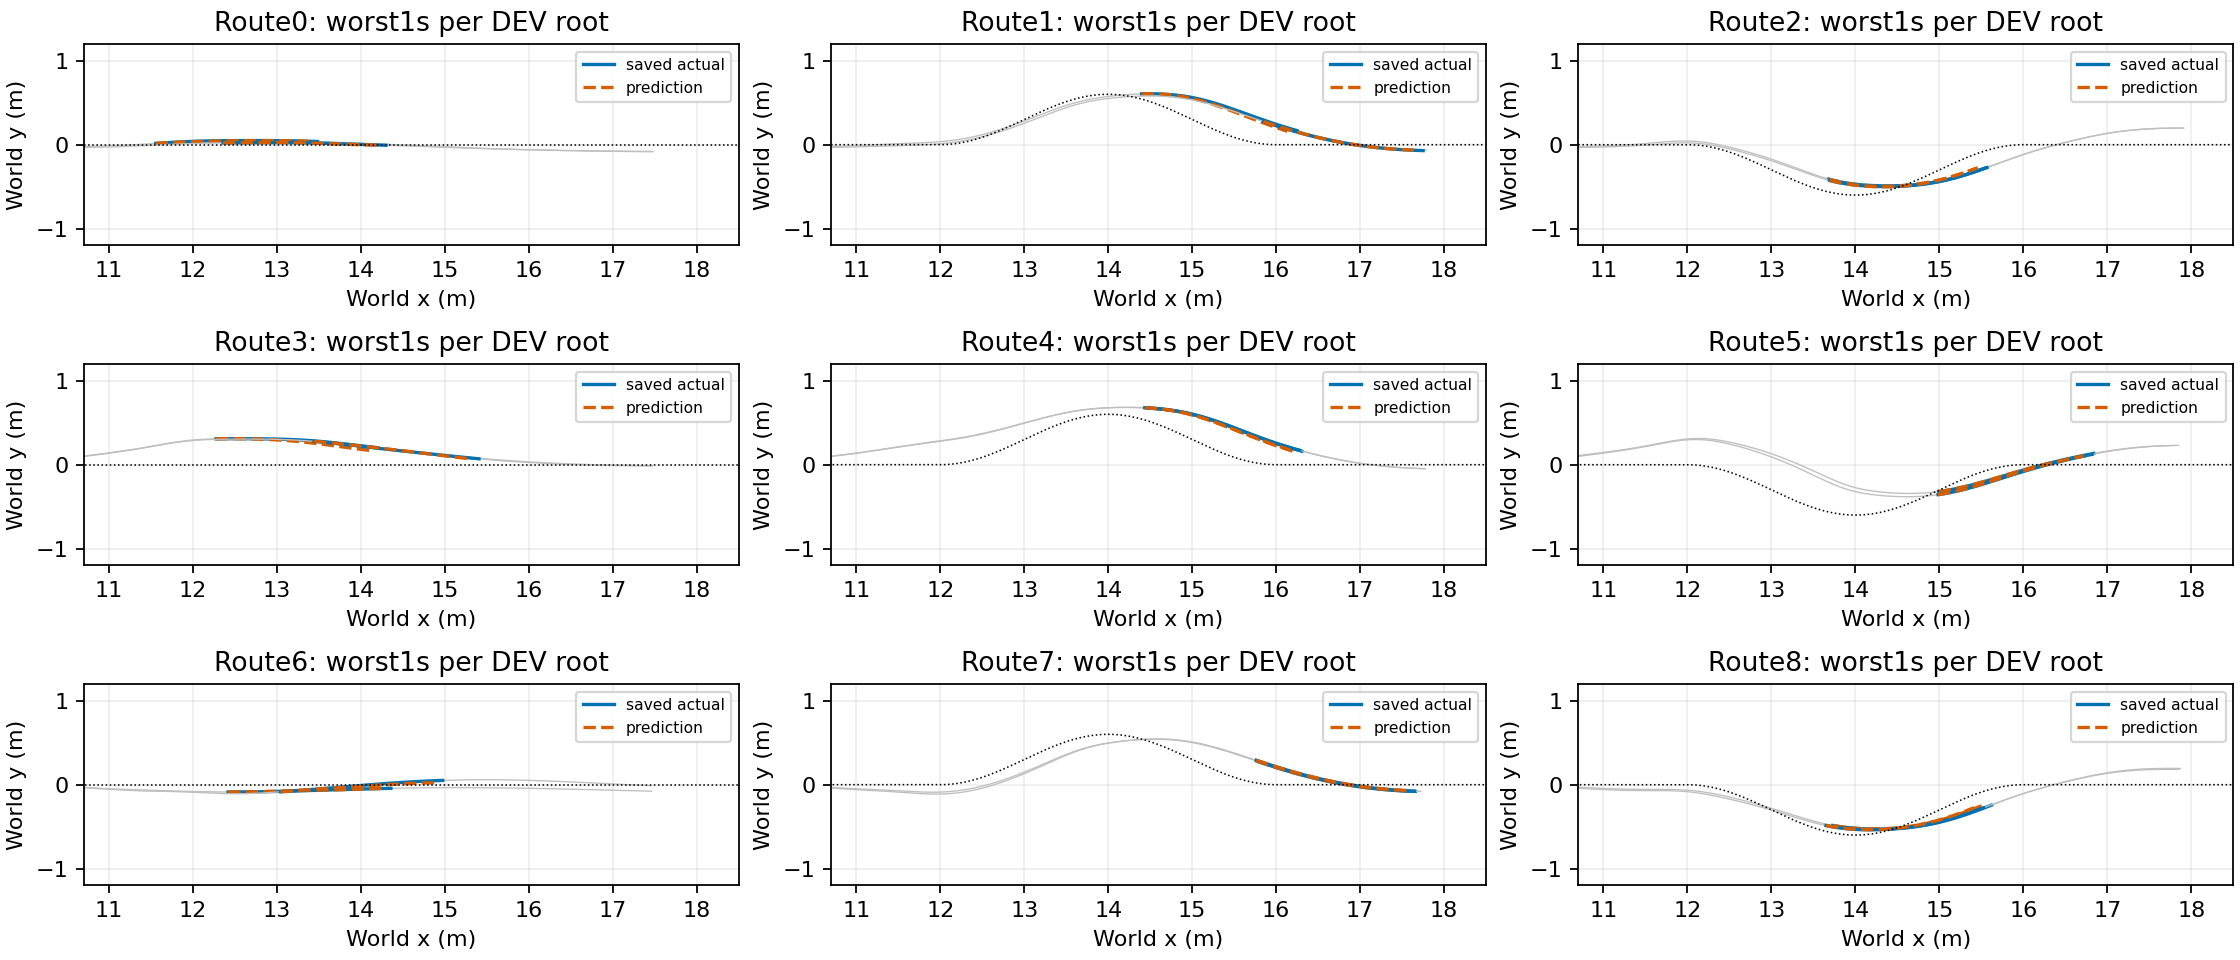 Route0: worst1s per DEV root
World y (m)
1
0
−1
saved actual
prediction
11 12 13 14 15 16 17 18
World x (m)
Route1: worst1s per DEV root
World y (m)
1
0
−1
saved actual
prediction
11 12 13 14 15 16 17 18
World x (m)
Route2: worst1s per DEV root
World y (m)
1
0
−1
saved actual
prediction
11 12 13 14 15 16 17 18
World x (m)
Route3: worst1s per DEV root
World y (m)
1
0
−1
saved actual
prediction
11 12 13 14 15 16 17 18
World x (m)
Route4: worst1s per DEV root
World y (m)
1
0
−1
saved actual
prediction
11 12 13 14 15 16 17 18
World x (m)
Route5: worst1s per DEV root
World y (m)
1
0
−1
saved actual
prediction
11 12 13 14 15 16 17 18
World x (m)
Route6: worst1s per DEV root
World y (m)
1
0
−1
saved actual
prediction
11 12 13 14 15 16 17 18
World x (m)
Route7: worst1s per DEV root
World y (m)
1
0
−1
saved actual
prediction
11 12 13 14 15 16 17 18
World x (m)
Route8: worst1s per DEV root
World y (m)
1
0
−1
saved actual
prediction
11 12 13 14 15 16 17 18
World x (m)